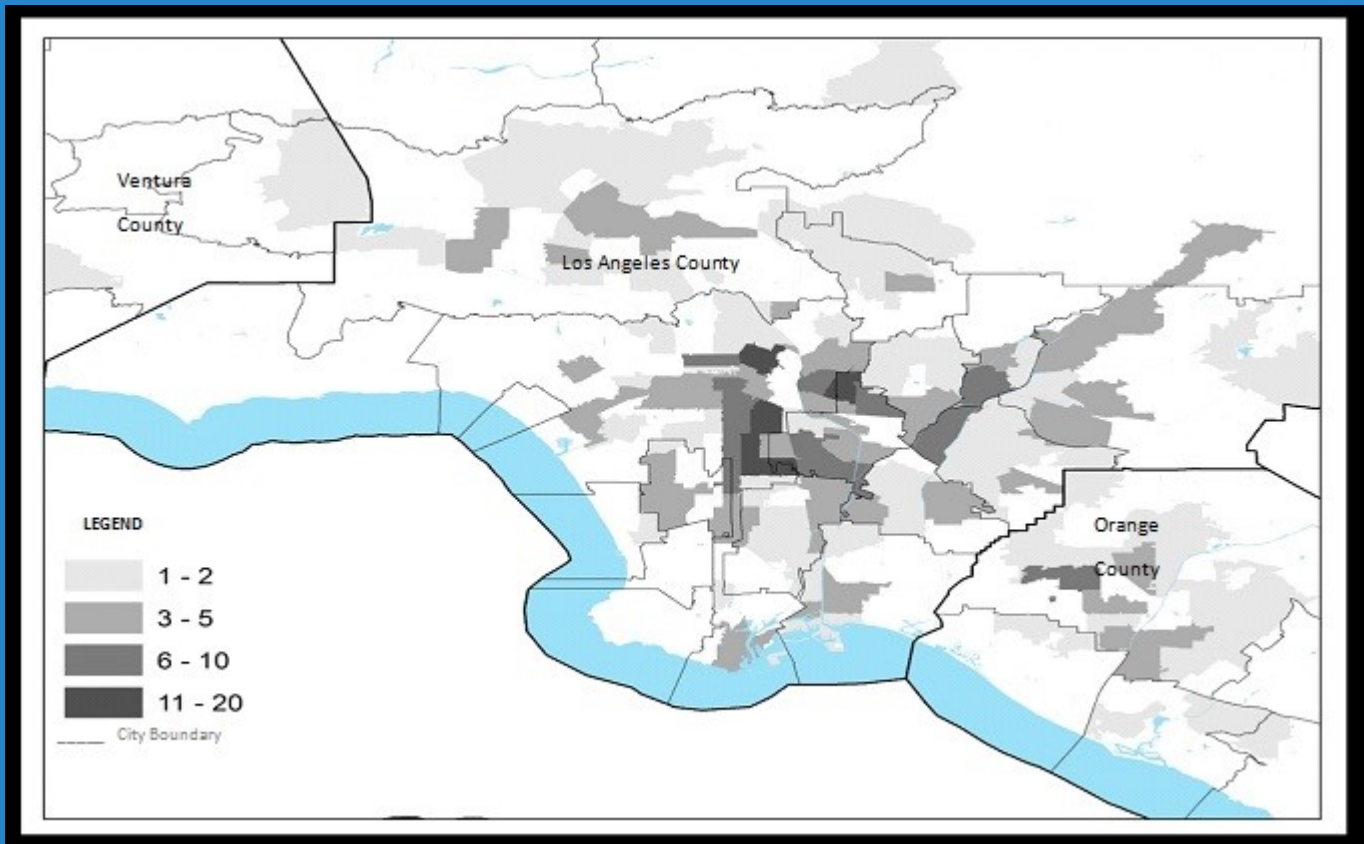 Ventura
County
Los Angeles County
Orange
County
LEGEND
1 - 2
3 - 5
6 - 10
11 - 20
City Boundary